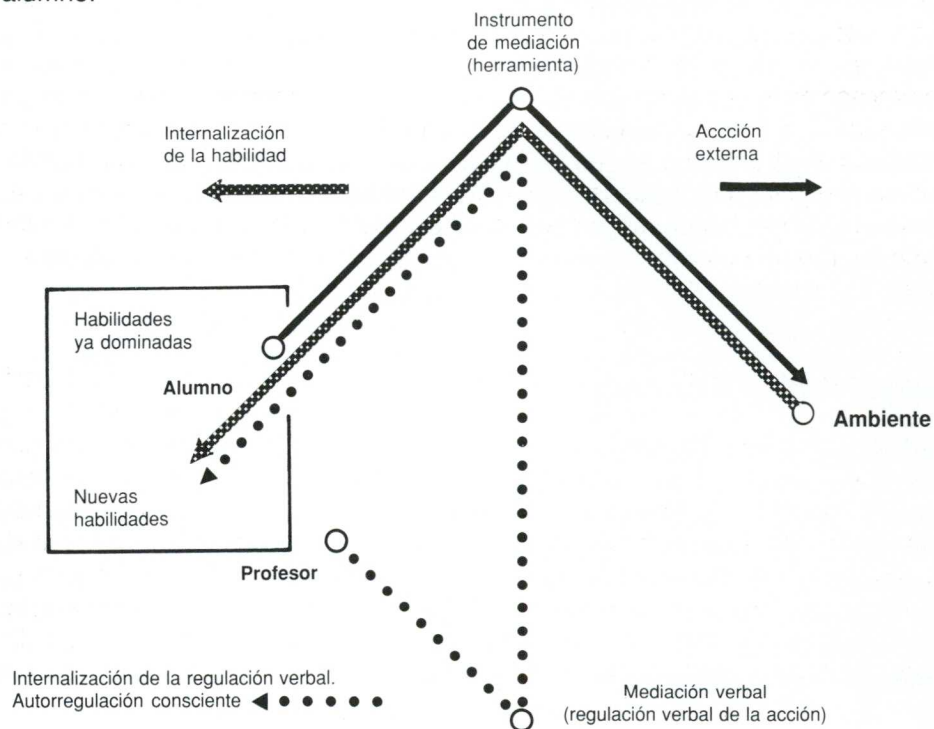 alumno.
Instrumento
de mediación
(herramienta)
Internalización
de la habilidad
Accción
externa
Habilidades
ya dominadas
Alumno
Ambiente
Nuevas
habilidades
Profesor
Internalización de la regulación verbal.
Autorregulación consciente
Mediación verbal
(regulación verbal de la acción)